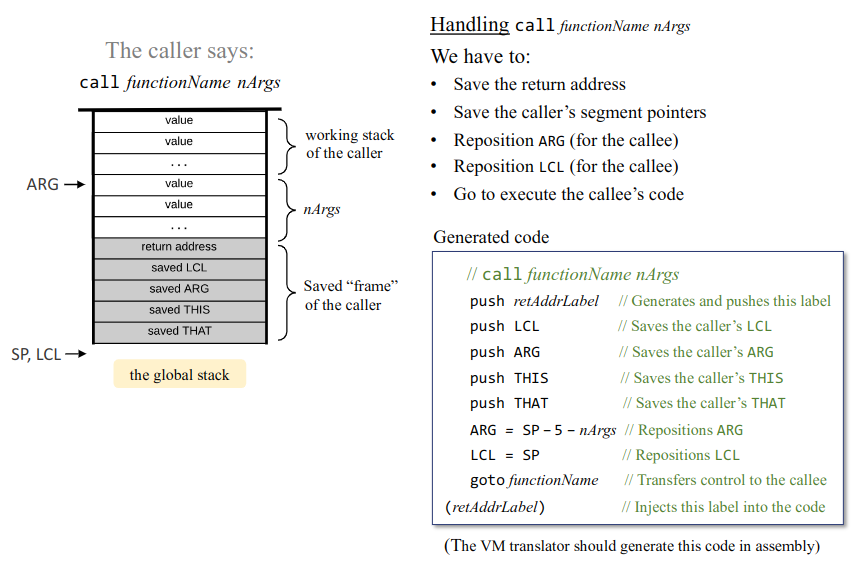 The caller says:
call functionName nArgs
value
value
...
value
value
...
return address
saved LCL
saved ARG
saved THIS
saved THAT
working stack
of the caller
ARG
nArgs
Saved “frame”
of the caller
SP, LCL
the global stack
Handling call functionName nArgs
We have to:
• Save the return address
• Save the caller’s segment pointers
• Reposition ARG (for the callee)
• Reposition LCL (for the callee)
• Go to execute the callee’s code
Generated code
// call functionName nArgs
push retAddrLabel // Generates and pushes this label
push LCL // Saves the caller’s LCL
push ARG // Saves the caller’s ARG
push THIS // Saves the caller’s THIS
push THAT // Saves the caller’s THAT
ARG = SP – 5 – nArgs // Repositions ARG
LCL = SP // Repositions LCL
goto functionName // Transfers control to the callee
(retAddrLabel) // Injects this label into the code
(The VM translator should generate this code in assembly)